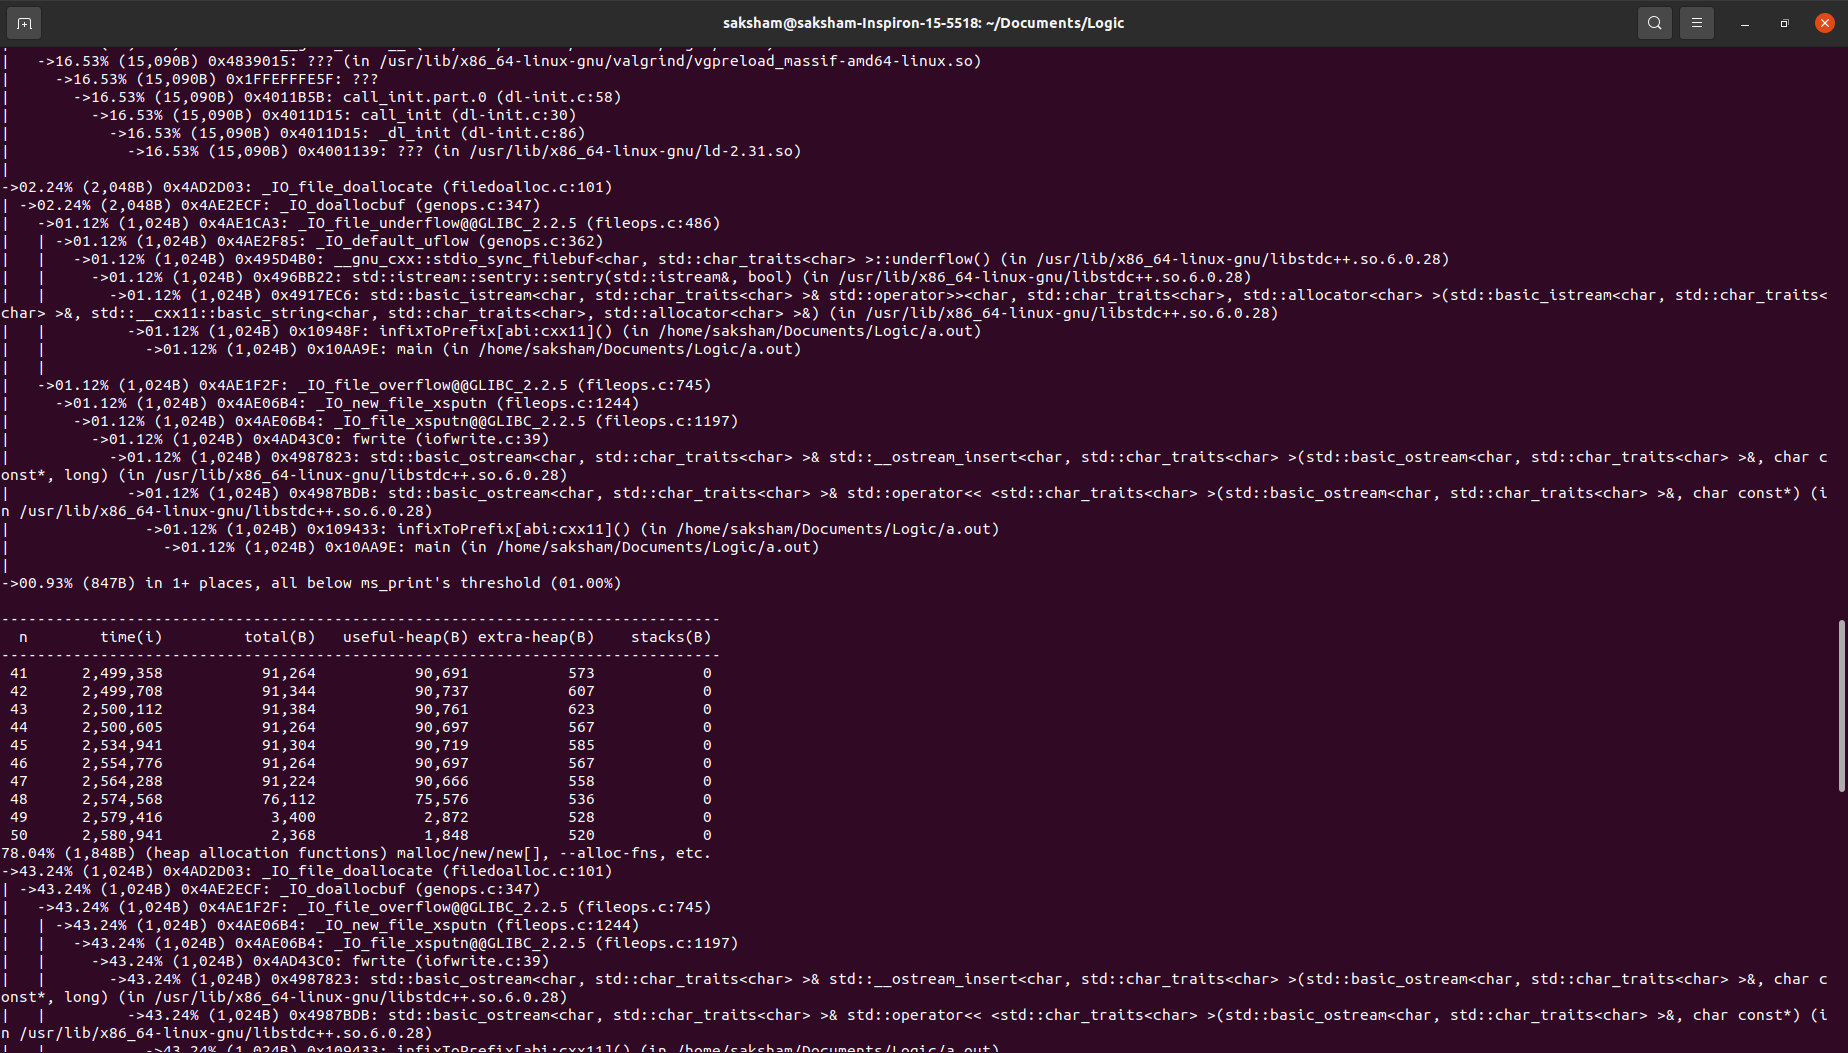 saksham@saksham-Inspiron-15-5518: ~/Documents/Logic
|   ->16.53% (15,090B) 0x4839015: ??? (in /usr/lib/x86_64-linux-gnu/valgrind/vgpreload_massif-amd64-linux.so)
|     ->16.53% (15,090B) 0x1FFEFFFE5F: ???
|       ->16.53% (15,090B) 0x4011B5B: call_init.part.0 (dl-init.c:58)
|         ->16.53% (15,090B) 0x4011D15: call_init (dl-init.c:30)
|           ->16.53% (15,090B) 0x4011D15: _dl_init (dl-init.c:86)
|             ->16.53% (15,090B) 0x4001139: ??? (in /usr/lib/x86_64-linux-gnu/ld-2.31.so)
|
->02.24% (2,048B) 0x4AD2D03: _IO_file_doallocate (filedoalloc.c:101)
| ->02.24% (2,048B) 0x4AE2ECF: _IO_doallocbuf (genops.c:347)
|   ->01.12% (1,024B) 0x4AE1CA3: _IO_file_underflow@@GLIBC_2.2.5 (fileops.c:486)
|   | ->01.12% (1,024B) 0x4AE2F85: _IO_default_uflow (genops.c:362)
|   |   ->01.12% (1,024B) 0x495D4B0: __gnu_cxx::stdio_sync_filebuf<char, std::char_traits<char> >::underflow() (in /usr/lib/x86_64-linux-gnu/libstdc++.so.6.0.28)
|   |     ->01.12% (1,024B) 0x496BB22: std::istream::sentry::sentry(std::istream&, bool) (in /usr/lib/x86_64-linux-gnu/libstdc++.so.6.0.28)
|   |       ->01.12% (1,024B) 0x4917EC6: std::basic_istream<char, std::char_traits<char> >& std::operator>><char, std::char_traits<char>, std::allocator<char> >(std::basic_istream<char, std::char_traits<
char> >&, std::__cxx11::basic_string<char, std::char_traits<char>, std::allocator<char> >&) (in /usr/lib/x86_64-linux-gnu/libstdc++.so.6.0.28)
|   |         ->01.12% (1,024B) 0x10948F: infixToPrefix[abi:cxx11]() (in /home/saksham/Documents/Logic/a.out)
|   |           ->01.12% (1,024B) 0x10AA9E: main (in /home/saksham/Documents/Logic/a.out)
|   |
|   ->01.12% (1,024B) 0x4AE1F2F: _IO_file_overflow@@GLIBC_2.2.5 (fileops.c:745)
|     ->01.12% (1,024B) 0x4AE06B4: _IO_new_file_xsputn (fileops.c:1244)
|       ->01.12% (1,024B) 0x4AE06B4: _IO_file_xsputn@@GLIBC_2.2.5 (fileops.c:1197)
|         ->01.12% (1,024B) 0x4AD43C0: fwrite (iofwrite.c:39)
|           ->01.12% (1,024B) 0x4987823: std::basic_ostream<char, std::char_traits<char> >& std::__ostream_insert<char, std::char_traits<char> >(std::basic_ostream<char, std::char_traits<char> >&, char c
onst*, long) (in /usr/lib/x86_64-linux-gnu/libstdc++.so.6.0.28)
|             ->01.12% (1,024B) 0x4987BDB: std::basic_ostream<char, std::char_traits<char> >& std::operator<< <std::char_traits<char> >(std::basic_ostream<char, std::char_traits<char> >&, char const*) (i
n /usr/lib/x86_64-linux-gnu/libstdc++.so.6.0.28)
|               ->01.12% (1,024B) 0x109433: infixToPrefix[abi:cxx11]() (in /home/saksham/Documents/Logic/a.out)
|                 ->01.12% (1,024B) 0x10AA9E: main (in /home/saksham/Documents/Logic/a.out)
|
->00.93% (847B) in 1+ places, all below ms_print's threshold (01.00%)
--------------------------------------------------------------------------------
  n        time(i)         total(B)   useful-heap(B) extra-heap(B)    stacks(B)
--------------------------------------------------------------------------------
 41      2,499,358           91,264           90,691           573            0
 42      2,499,708           91,344           90,737           607            0
 43      2,500,112           91,384           90,761           623            0
 44      2,500,605           91,264           90,697           567            0
 45      2,534,941           91,304           90,719           585            0
 46      2,554,776           91,264           90,697           567            0
 47      2,564,288           91,224           90,666           558            0
 48      2,574,568           76,112           75,576           536            0
 49      2,579,416            3,400            2,872           528            0
 50      2,580,941            2,368            1,848           520            0
78.04% (1,848B) (heap allocation functions) malloc/new/new[], --alloc-fns, etc.
->43.24% (1,024B) 0x4AD2D03: _IO_file_doallocate (filedoalloc.c:101)
| ->43.24% (1,024B) 0x4AE2ECF: _IO_doallocbuf (genops.c:347)
|   ->43.24% (1,024B) 0x4AE1F2F: _IO_file_overflow@@GLIBC_2.2.5 (fileops.c:745)
|   | ->43.24% (1,024B) 0x4AE06B4: _IO_new_file_xsputn (fileops.c:1244)
|   |   ->43.24% (1,024B) 0x4AE06B4: _IO_file_xsputn@@GLIBC_2.2.5 (fileops.c:1197)
|   |     ->43.24% (1,024B) 0x4AD43C0: fwrite (iofwrite.c:39)
|   |       ->43.24% (1,024B) 0x4987823: std::basic_ostream<char, std::char_traits<char> >& std::__ostream_insert<char, std::char_traits<char> >(std::basic_ostream<char, std::char_traits<char> >&, char c
onst*, long) (in /usr/lib/x86_64-linux-gnu/libstdc++.so.6.0.28)
|   |         ->43.24% (1,024B) 0x4987BDB: std::basic_ostream<char, std::char_traits<char> >& std::operator<< <std::char_traits<char> >(std::basic_ostream<char, std::char_traits<char> >&, char const*) (i
n /usr/lib/x86_64-linux-gnu/libstdc++.so.6.0.28)
|   |           ->43.24% (1,024B) 0x109433: infixToPrefix[abi:cxx11]() (in /home/saksham/Documents/Logic/a.out)